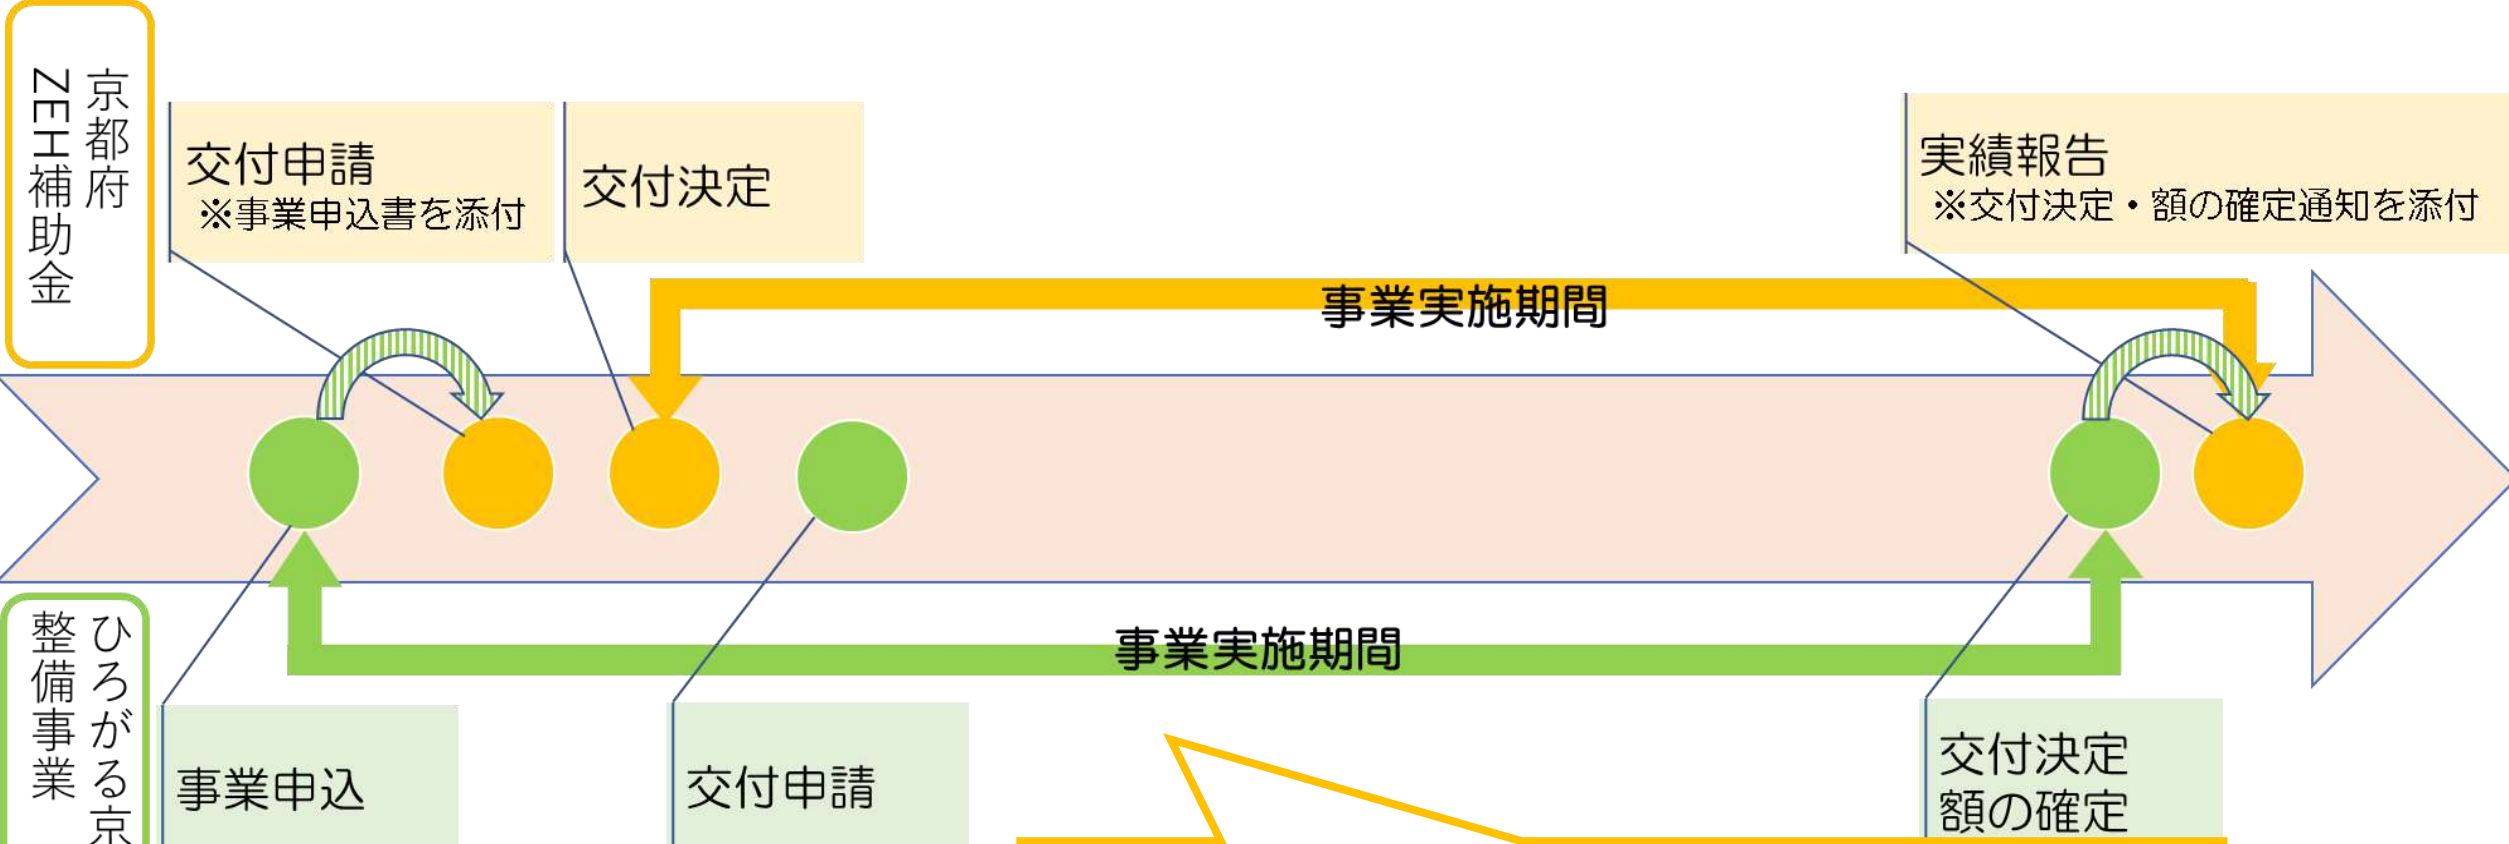 京都府
ZEH補助金
交付申請
※事業申込書を添付
交付決定
実績報告
※交付決定・額の確定通知を添付
事業実施期間
事業実施期間
ひろがる京
整備事業
事業申込
交付申請
交付決定
額の確定